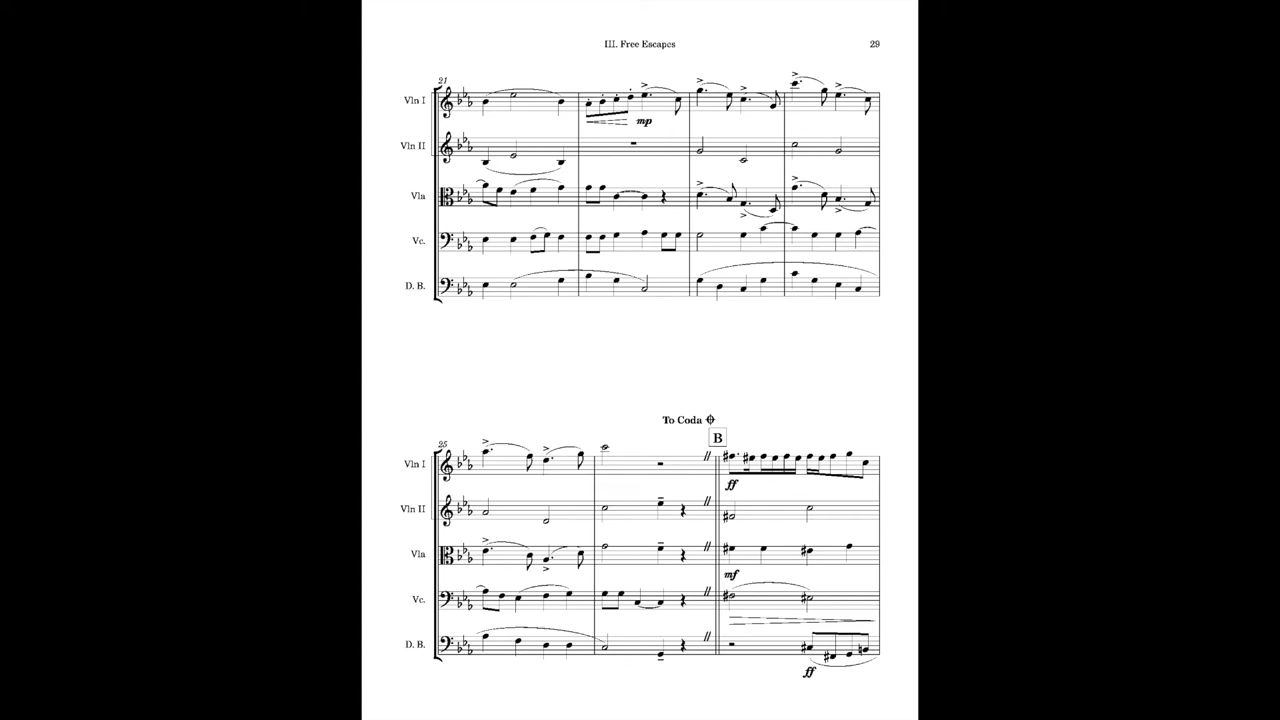 III. Free Escapes 29
21
Vln I
mp
Vln II
Vla
Vc.
D. B.
To Coda
B
25
Vln I
ff
Vln II
Vla
mf
Vc.
D. B.
ff